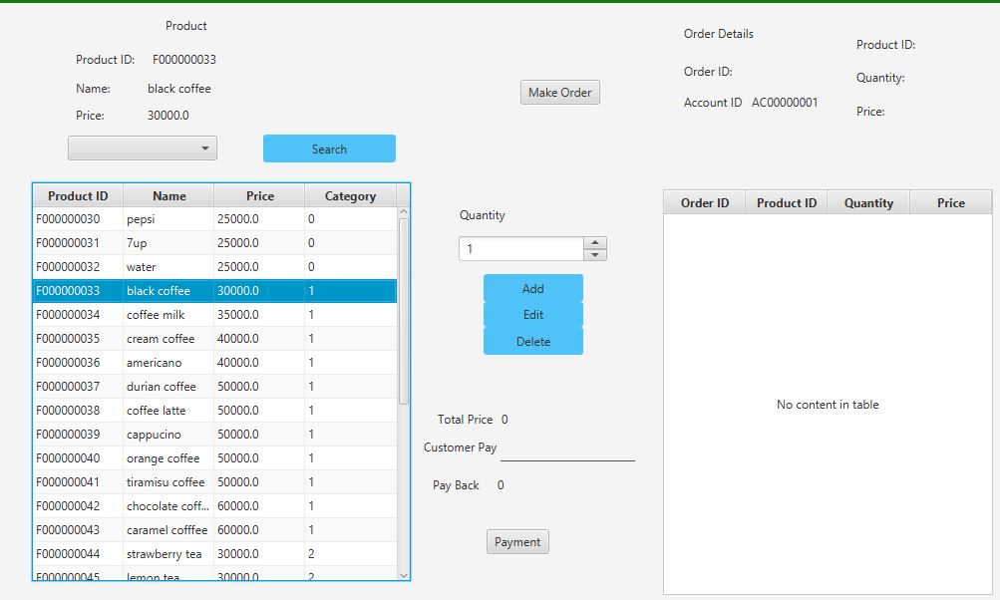 Product
Product ID: F000000033
Name: black coffee
Price: 30000.0
Search
Make Order
Order Details
Order ID:
Account ID AC00000001
Product ID:
Quantity:
Price:
Product ID Name Price Category
F000000030 pepsi 25000.0 0
F000000031 7up 25000.0 0
F000000032 water 25000.0 0
F000000033 black coffee 30000.0 1
F000000034 coffee milk 35000.0 1
F000000035 cream coffee 40000.0 1
F000000036 americano 40000.0 1
F000000037 durian coffee 50000.0 1
F000000038 coffee latte 50000.0 1
F000000039 cappucino 50000.0 1
F000000040 orange coffee 50000.0 1
F000000041 tiramisu coffee 50000.0 1
F000000042 chocolate coff... 60000.0 1
F000000043 caramel cofffee 60000.0 1
F000000044 strawberry tea 30000.0 2
F000000045 lemon tea 30000.0 2
Quantity
1
Add
Edit
Delete
Total Price 0
Customer Pay
Pay Back 0
Payment
Order ID Product ID Quantity Price
No content in table